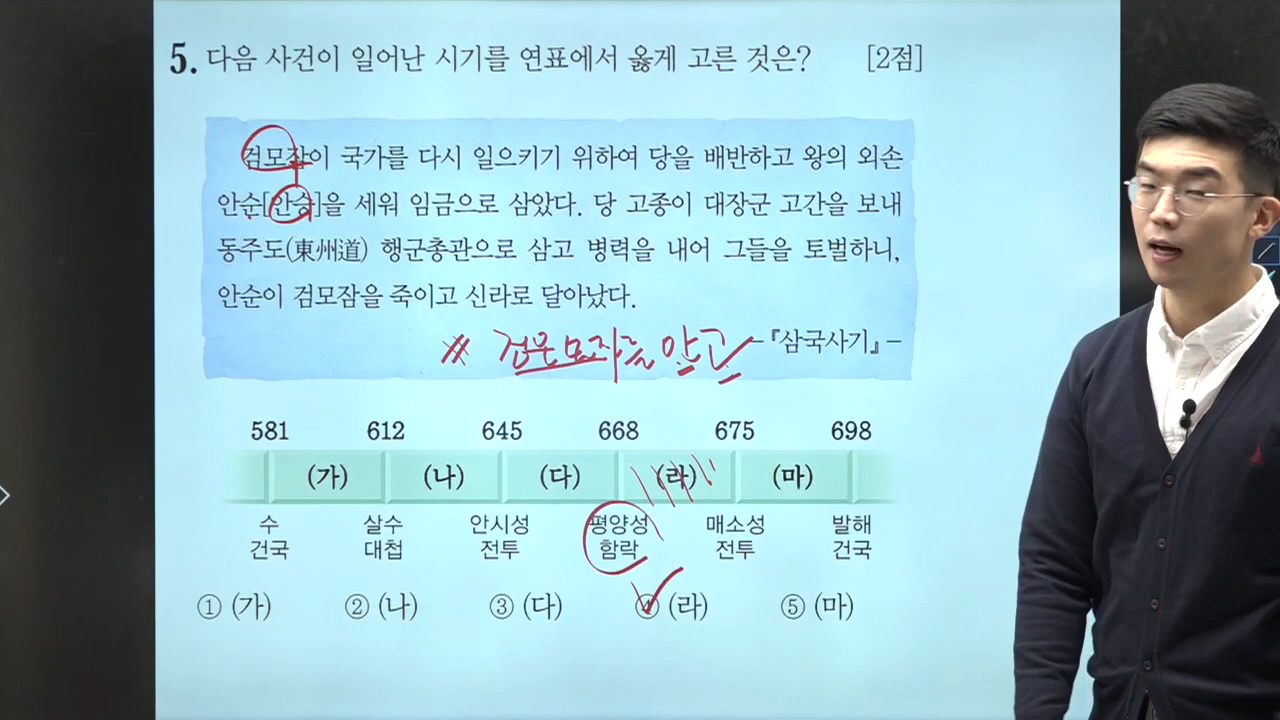 5. 다음 사건이 일어난 시기를 연표에서 옳게 고른 것은? [2점]
검모잠이 국가를 다시 일으키기 위하여 당을 배반하고 왕의 외손
안순[안승]을 세워 임금으로 삼았다. 당 고종이 대장군 고간을 보내
동주도(東州道) 행군총관으로 삼고 병력을 내어 그들을 토벌하니,
안순이 검모잠을 죽이고 신라로 달아났다.
검은 모자를 안고
-『삼국사기』-
581 612 645 668 675 698
(가) (나) (다) (라) (마)
수 살수 안시성 평양성 매소성 발해
건국 대첩 전투 함락 전투 건국
① (가) ② (나) ③ (다) ④ (라) ⑤ (마)